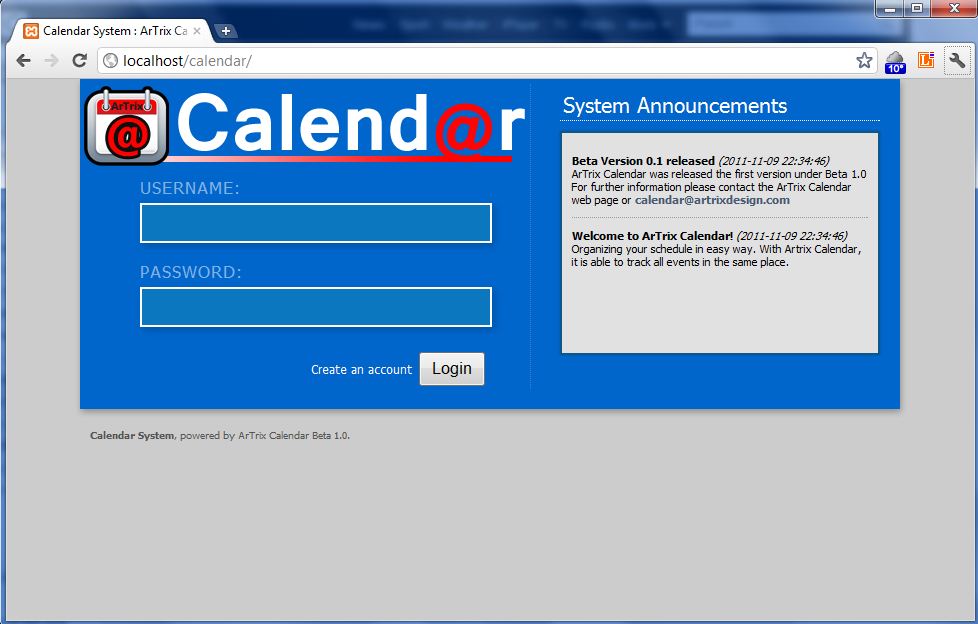 Calendar System : ArTrix Ca
localhost/calendar/
10°
ArTrix
@
Calend@r
USERNAME:
PASSWORD:
Create an account
Login
System Announcements
Beta Version 0.1 released (2011-11-09 22:34:46)
ArTrix Calendar was released the first version under Beta 1.0
For further information please contact the ArTrix Calendar
web page or calendar@artrixdesign.com
Welcome to ArTrix Calendar! (2011-11-09 22:34:46)
Organizing your schedule in easy way. With Artrix Calendar,
it is able to track all events in the same place.
Calendar System, powered by ArTrix Calendar Beta 1.0.